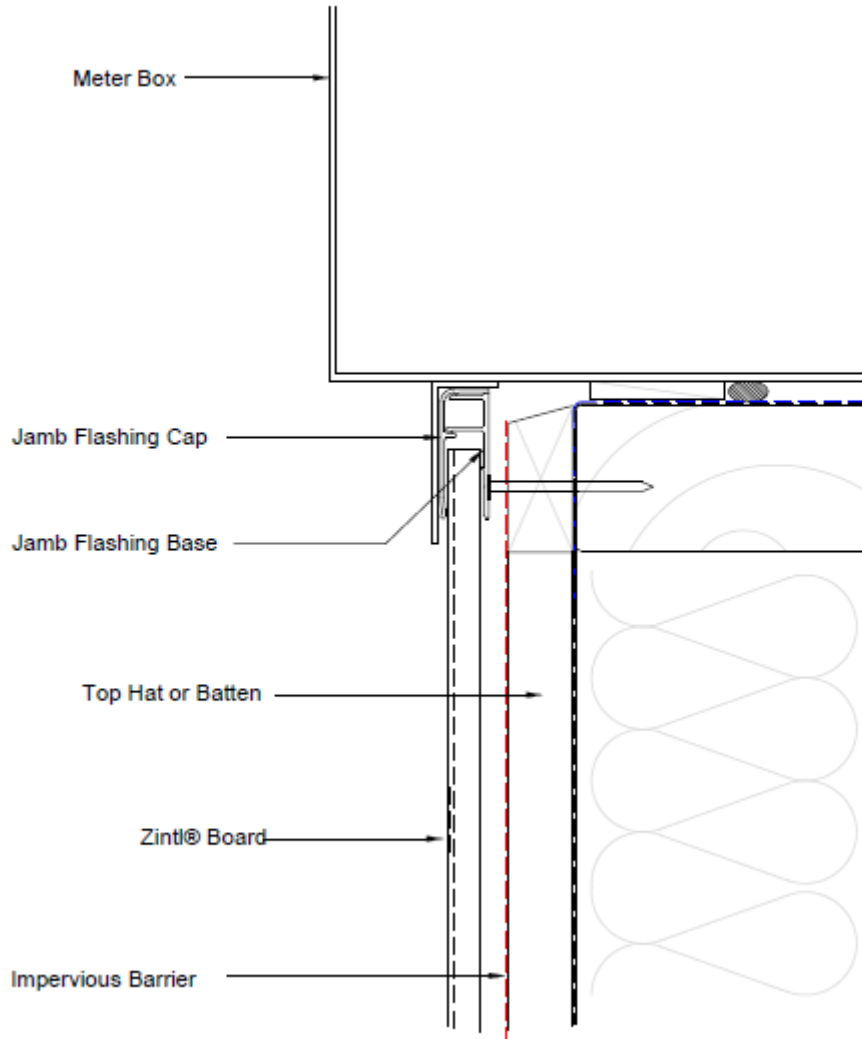 Meter Box
Jamb Flashing Cap
Jamb Flashing Base
Top Hat or Batten
Zintl® Board
Impervious Barrier